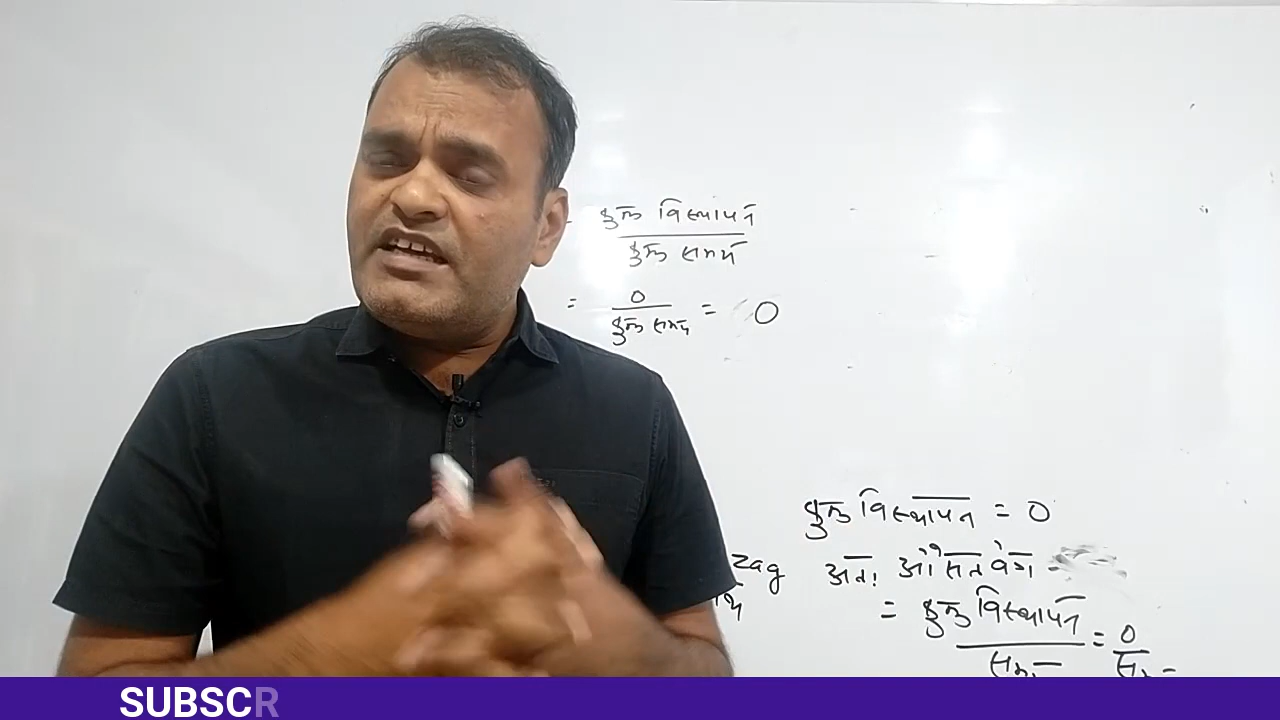 = कुल विस्थापन
कुल समय
= 0 = 0
कुल समय
कुल विस्थापन = 0
zag
अतः औसत वेग =
= कुल विस्थापन = 0
SUBSCR